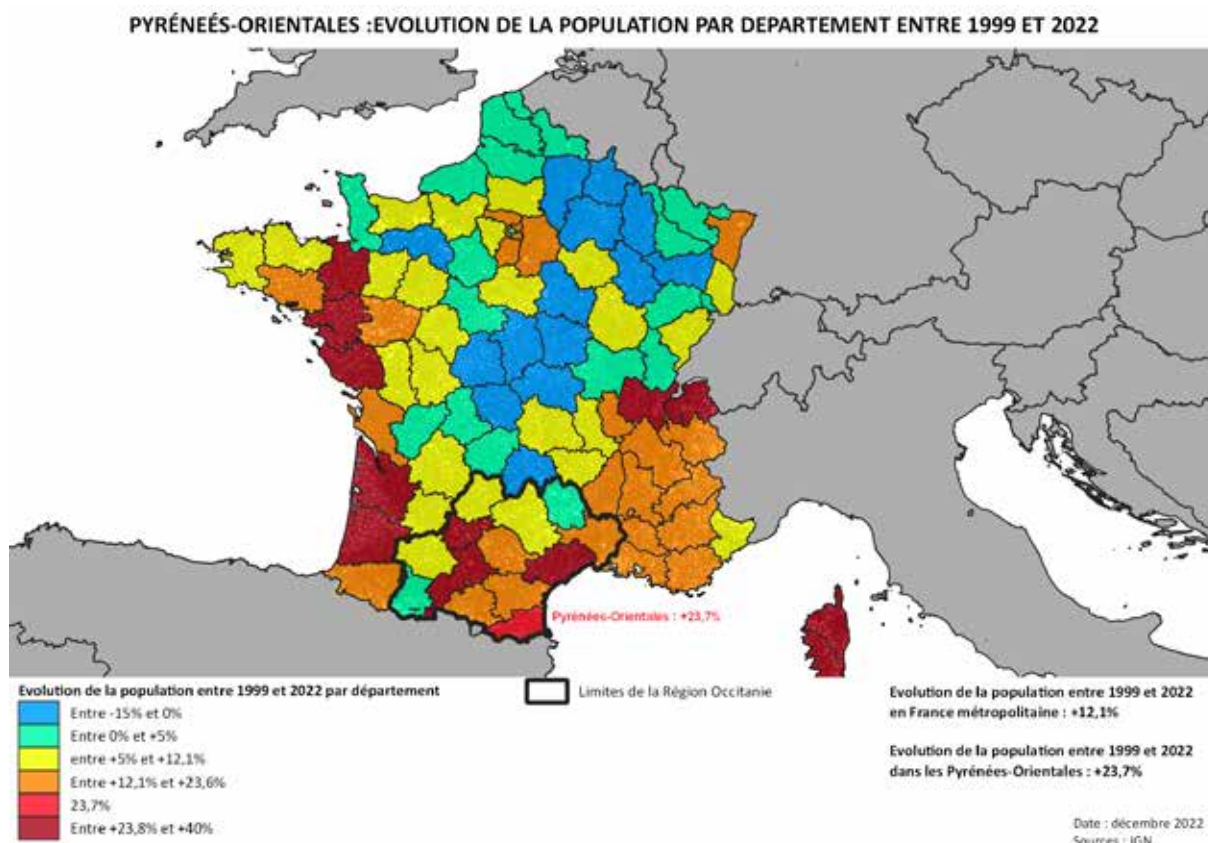 PYRÉNEÉS-ORIENTALES :EVOLUTION DE LA POPULATION PAR DEPARTEMENT ENTRE 1999 ET 2022
Pyrénées-Orientales : +23,7%
Evolution de la population entre 1999 et 2022 par département
Entre -15% et 0%
Entre 0% et +5%
entre +5% et +12,1%
Entre +12,1% et +23,6%
23,7%
Entre +23,8% et +40%
Limites de la Région Occitanie
Evolution de la population entre 1999 et 2022
en France métropolitaine : +12,1%
Evolution de la population entre 1999 et 2022
dans les Pyrénées-Orientales : +23,7%
Date : décembre 2022
Sources : IGN